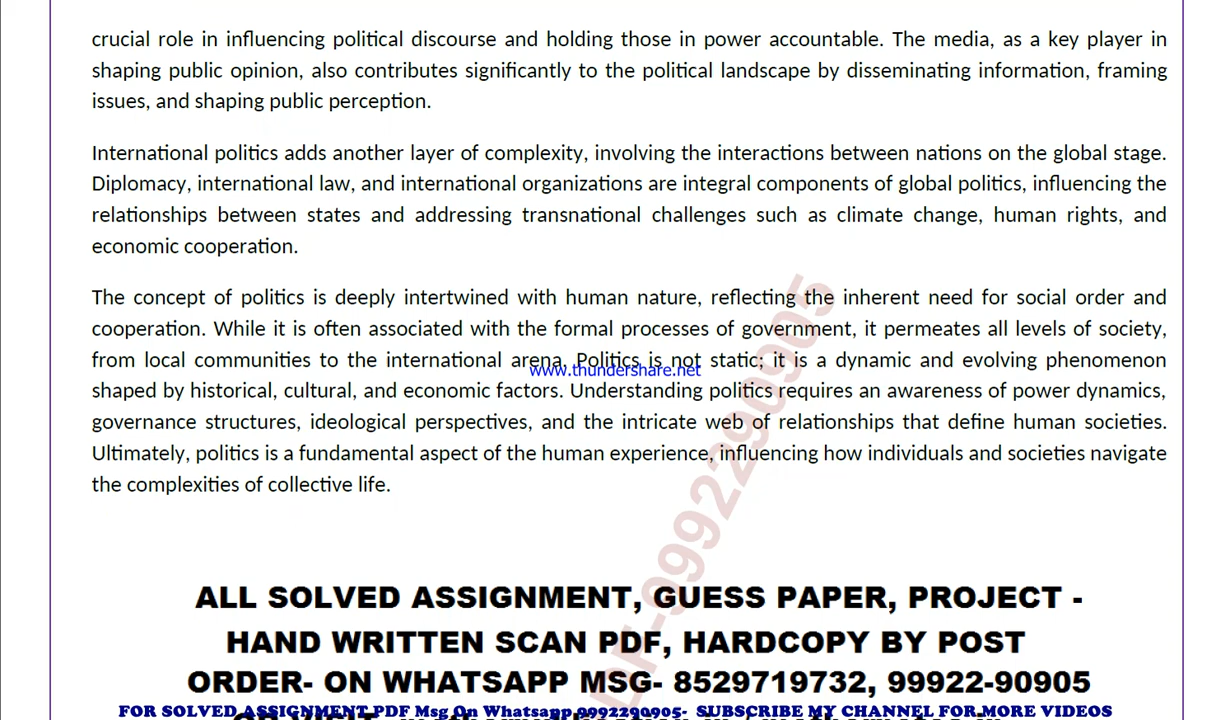 crucial role in influencing political discourse and holding those in power accountable. The media, as a key player in
shaping public opinion, also contributes significantly to the political landscape by disseminating information, framing
issues, and shaping public perception.
International politics adds another layer of complexity, involving the interactions between nations on the global stage.
Diplomacy, international law, and international organizations are integral components of global politics, influencing the
relationships between states and addressing transnational challenges such as climate change, human rights, and
economic cooperation.
The concept of politics is deeply intertwined with human nature, reflecting the inherent need for social order and
cooperation. While it is often associated with the formal processes of government, it permeates all levels of society,
from local communities to the international arena. Politics is not static; it is a dynamic and evolving phenomenon
www.thundershare.net
shaped by historical, cultural, and economic factors. Understanding politics requires an awareness of power dynamics,
governance structures, ideological perspectives, and the intricate web of relationships that define human societies.
Ultimately, politics is a fundamental aspect of the human experience, influencing how individuals and societies navigate
the complexities of collective life.
DF-9992290905
ALL SOLVED ASSIGNMENT, GUESS PAPER, PROJECT -
HAND WRITTEN SCAN PDF, HARDCOPY BY POST
ORDER- ON WHATSAPP MSG- 8529719732, 99922-90905
FOR SOLVED ASSIGNMENT PDF Msg On Whatsapp 9992290905- SUBSCRIBE MY CHANNEL FOR MORE VIDEOS